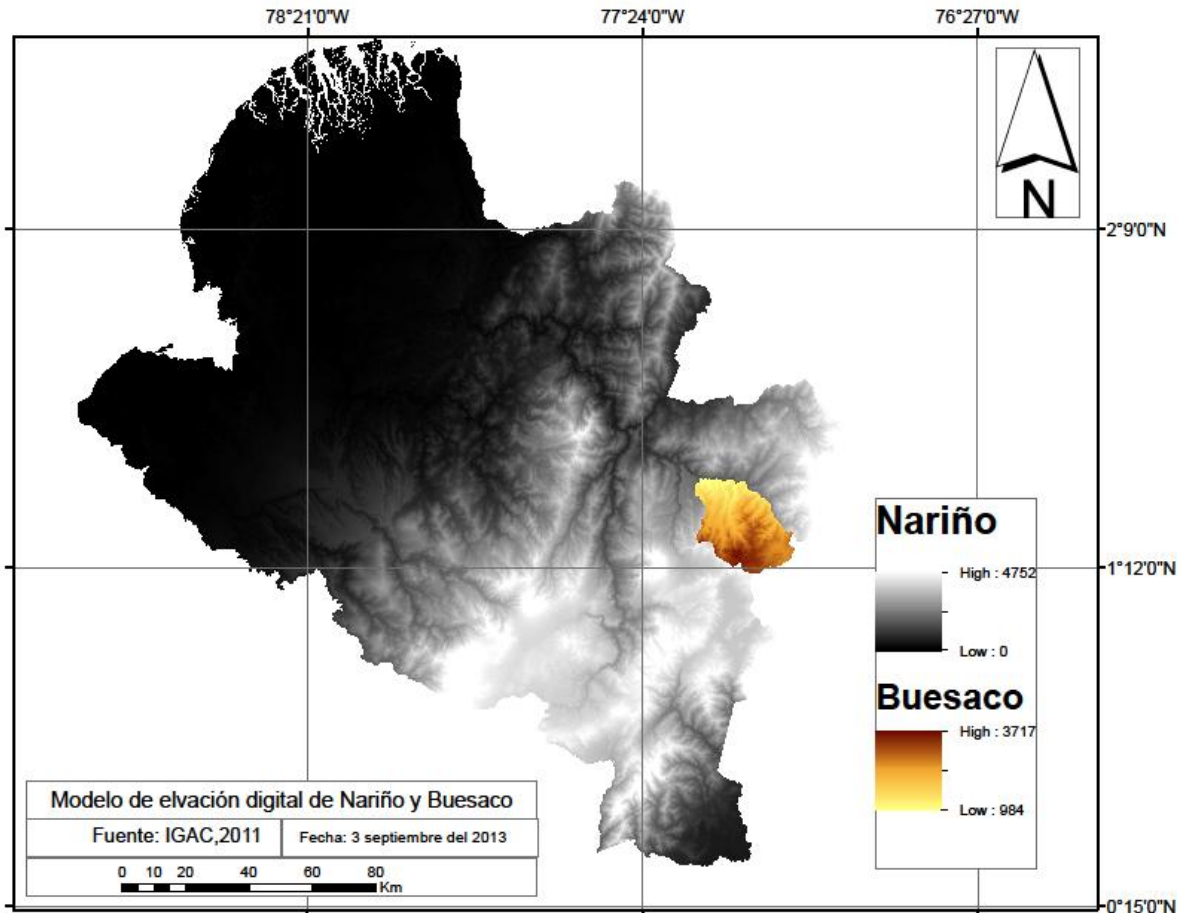 78°21'0"W 77°24'0"W 76°27'0"W
N
2°9'0"N
Nariño
High : 4752
Low : 0
1°12'0"N
Buesaco
High : 3717
Low : 984
Modelo de elvación digital de Nariño y Buesaco
Fuente: IGAC,2011 Fecha: 3 septiembre del 2013
0 10 20 40 60 80
Km
0°15'0"N